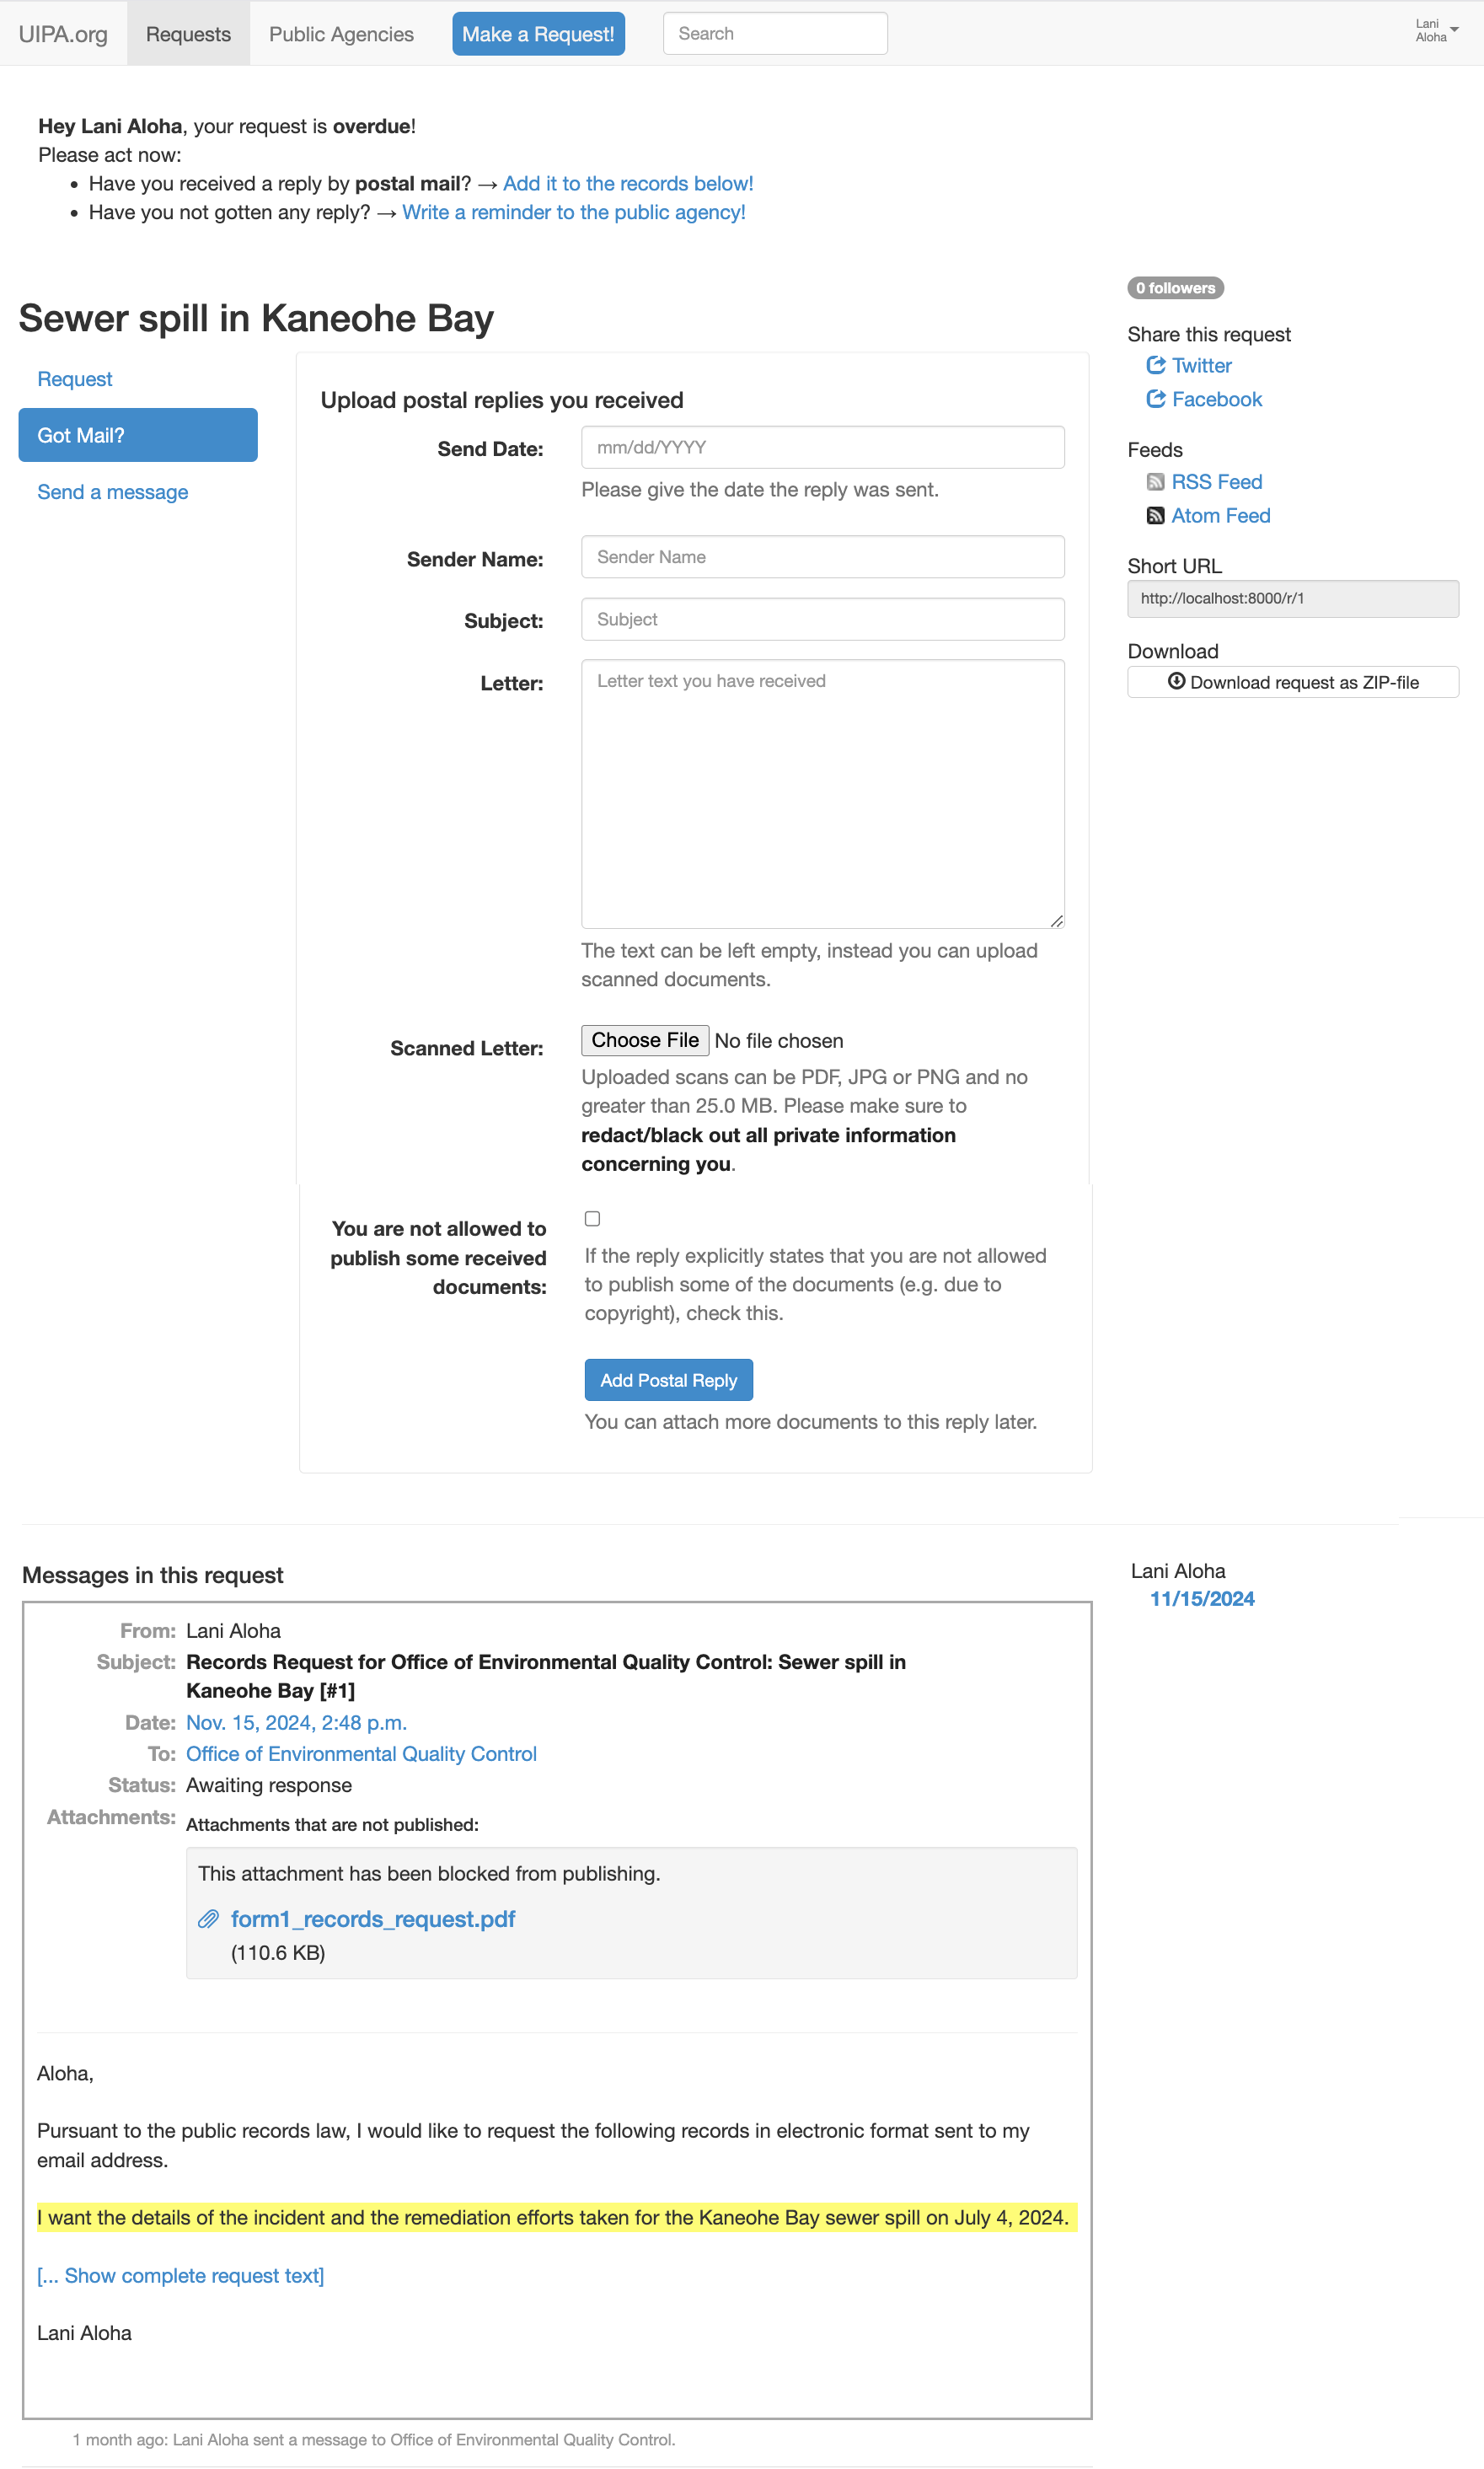 UIPA.org Requests Public Agencies Make a Request! Search Lani Aloha
Hey Lani Aloha, your request is overdue!
Please act now:
• Have you received a reply by postal mail? → Add it to the records below!
• Have you not gotten any reply? → Write a reminder to the public agency!
Sewer spill in Kaneohe Bay
Request
Got Mail?
Send a message
Upload postal replies you received
Send Date: mm/dd/YYYY
Please give the date the reply was sent.
Sender Name: Sender Name
Subject: Subject
Letter: Letter text you have received
The text can be left empty, instead you can upload
scanned documents.
Scanned Letter: Choose File No file chosen
Uploaded scans can be PDF, JPG or PNG and no
greater than 25.0 MB. Please make sure to
redact/black out all private information
concerning you.
You are not allowed to
publish some received
documents:
If the reply explicitly states that you are not allowed
to publish some of the documents (e.g. due to
copyright), check this.
Add Postal Reply
You can attach more documents to this reply later.
0 followers
Share this request
Twitter
Facebook
Feeds
RSS Feed
Atom Feed
Short URL
http://localhost:8000/r/1
Download
Download request as ZIP-file
Messages in this request
From: Lani Aloha
Subject: Records Request for Office of Environmental Quality Control: Sewer spill in
Kaneohe Bay [#1]
Date: Nov. 15, 2024, 2:48 p.m.
To: Office of Environmental Quality Control
Status: Awaiting response
Attachments: Attachments that are not published:
This attachment has been blocked from publishing.
form1_records_request.pdf
(110.6 KB)
Aloha,
Pursuant to the public records law, I would like to request the following records in electronic format sent to my
email address.
I want the details of the incident and the remediation efforts taken for the Kaneohe Bay sewer spill on July 4, 2024.
[... Show complete request text]
Lani Aloha
1 month ago: Lani Aloha sent a message to Office of Environmental Quality Control.
Lani Aloha
11/15/2024